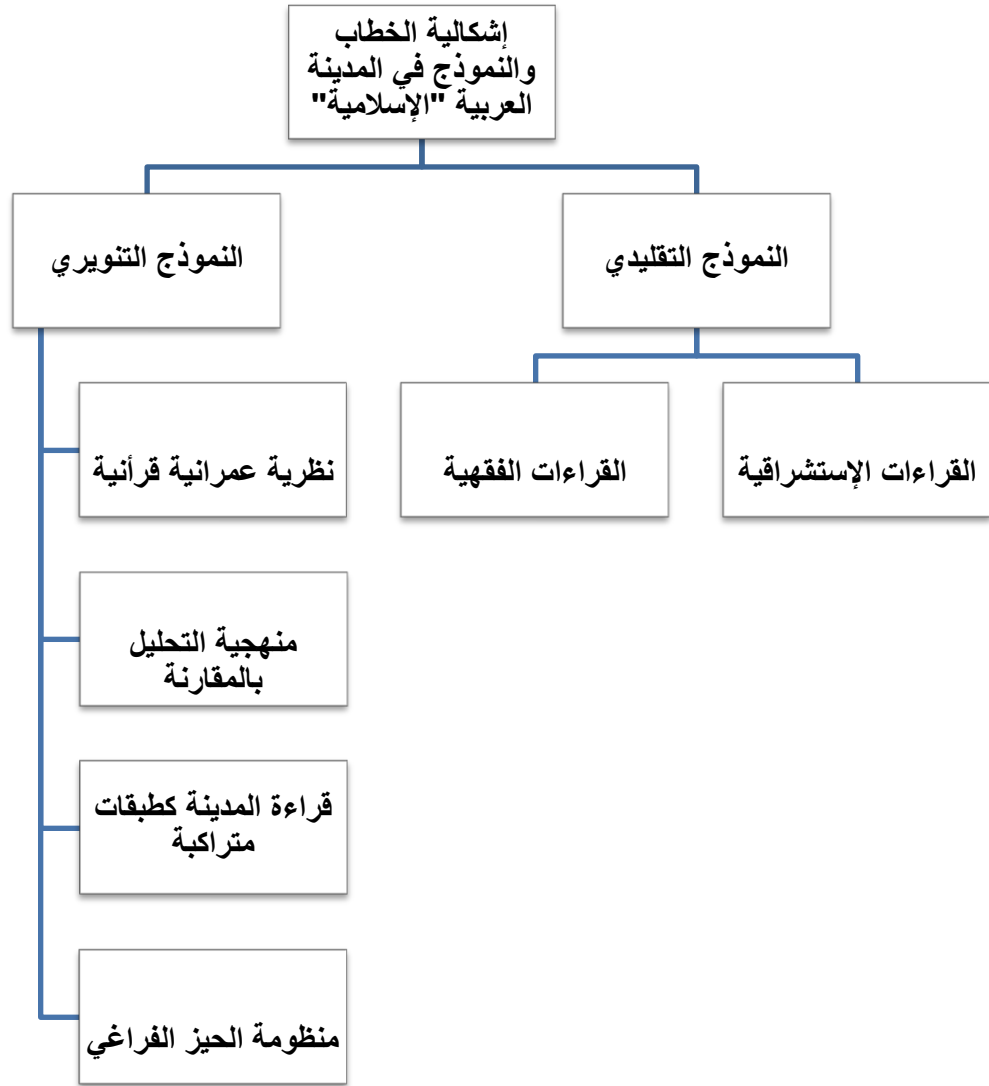 إشكالية الخطاب
والنموذج في المدينة
العربية "الإسلامية"
النموذج التقليدي
النموذج التنويري
القراءات الإستشراقية
القراءات الفقهية
نظرية عمرانية قرأنية
منهجية التحليل
بالمقارنة
قراءة المدينة كطبقات
متراكبة
منظومة الحيز الفراغي